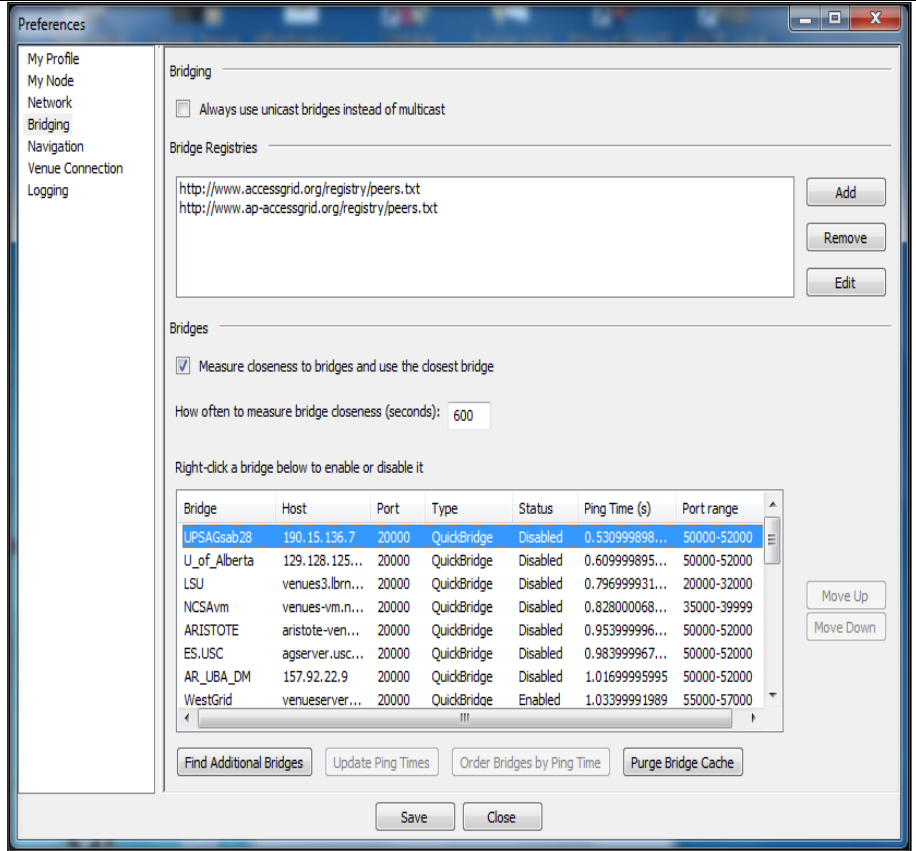 Preferences
My Profile
My Node
Network
Bridging
Navigation
Venue Connection
Logging
Bridging
Always use unicast bridges instead of multicast
Bridge Registries
http://www.accessgrid.org/registry/peers.txt
http://www.ap-accessgrid.org/registry/peers.txt
Add
Remove
Edit
Bridges
Measure closeness to bridges and use the closest bridge
How often to measure bridge closeness (seconds): 600
Right-click a bridge below to enable or disable it
Bridge Host Port Type Status Ping Time (s) Port range
UPSAGsab28 190.15.136.7 20000 QuickBridge Disabled 0.530999898... 50000-52000
U_of_Alberta 129.128.125... 20000 QuickBridge Disabled 0.609999895... 50000-52000
LSU venues3.lbrn... 20000 QuickBridge Disabled 0.796999931... 20000-32000
NCSAvm venues-vm.n... 20000 QuickBridge Disabled 0.828000068... 35000-39999
ARISTOTE aristote-ven... 20000 QuickBridge Disabled 0.953999996... 50000-52000
ES.USC agserver.usc... 20000 QuickBridge Disabled 0.983999967... 50000-52000
AR_UBA_DM 157.92.22.9 20000 QuickBridge Disabled 1.01699995995 50000-52000
WestGrid venueserver... 20000 QuickBridge Enabled 1.03399991989 55000-57000
Move Up
Move Down
Find Additional Bridges Update Ping Times Order Bridges by Ping Time Purge Bridge Cache
Save Close